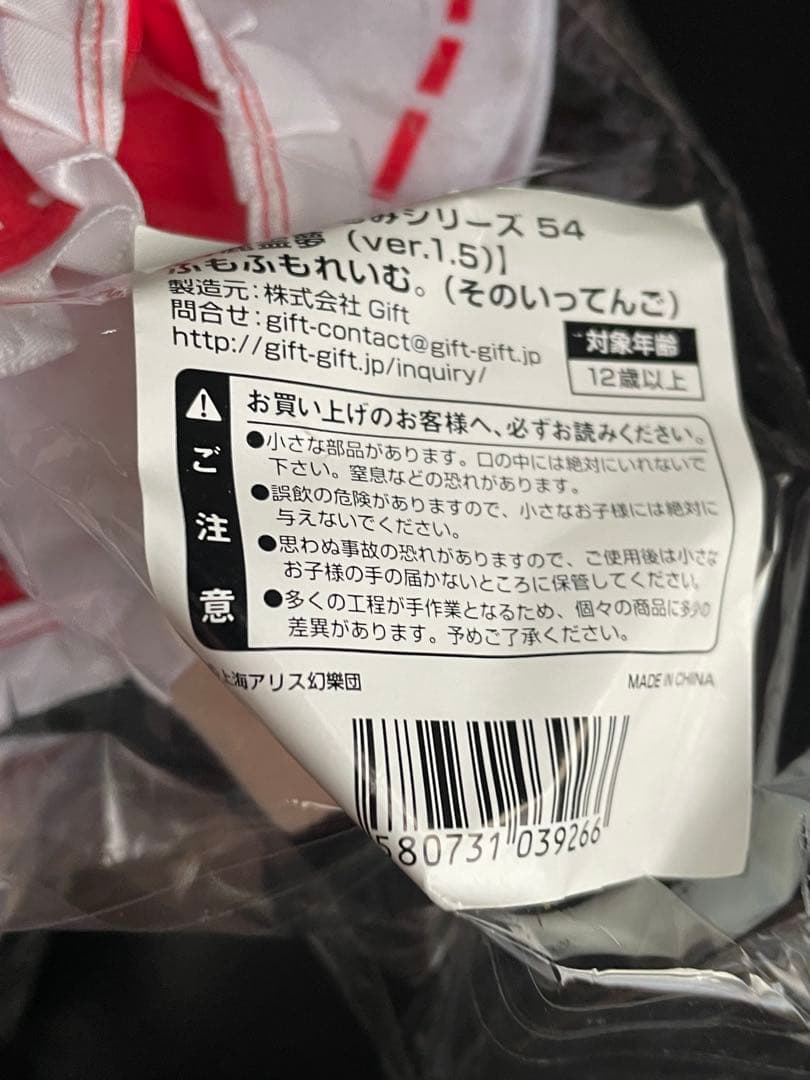 みシリーズ 54
霊夢 (ver.1.5)】
ふもふもれいむ。(そのいってんご)
製造元:株式会社 Gift
問合せ:gift-contact@gift-gift.jp
http://gift-gift.jp/inquiry/
対象年齢
12歳以上
ご注意
お買い上げのお客様へ、必ずお読みください。
●小さな部品があります。口の中には絶対にいれないで
下さい。窒息などの恐れがあります。
●誤飲の危険がありますので、小さなお子様には絶対に
与えないでください。
●思わぬ事故の恐れがありますので、ご使用後は小さな
お子様の手の届かないところに保管してください。
●多くの工程が手作業となるため、個々の商品に多少の
差異があります。予めご了承ください。
上海アリス幻樂団
MADE IN CHINA
580731 039266